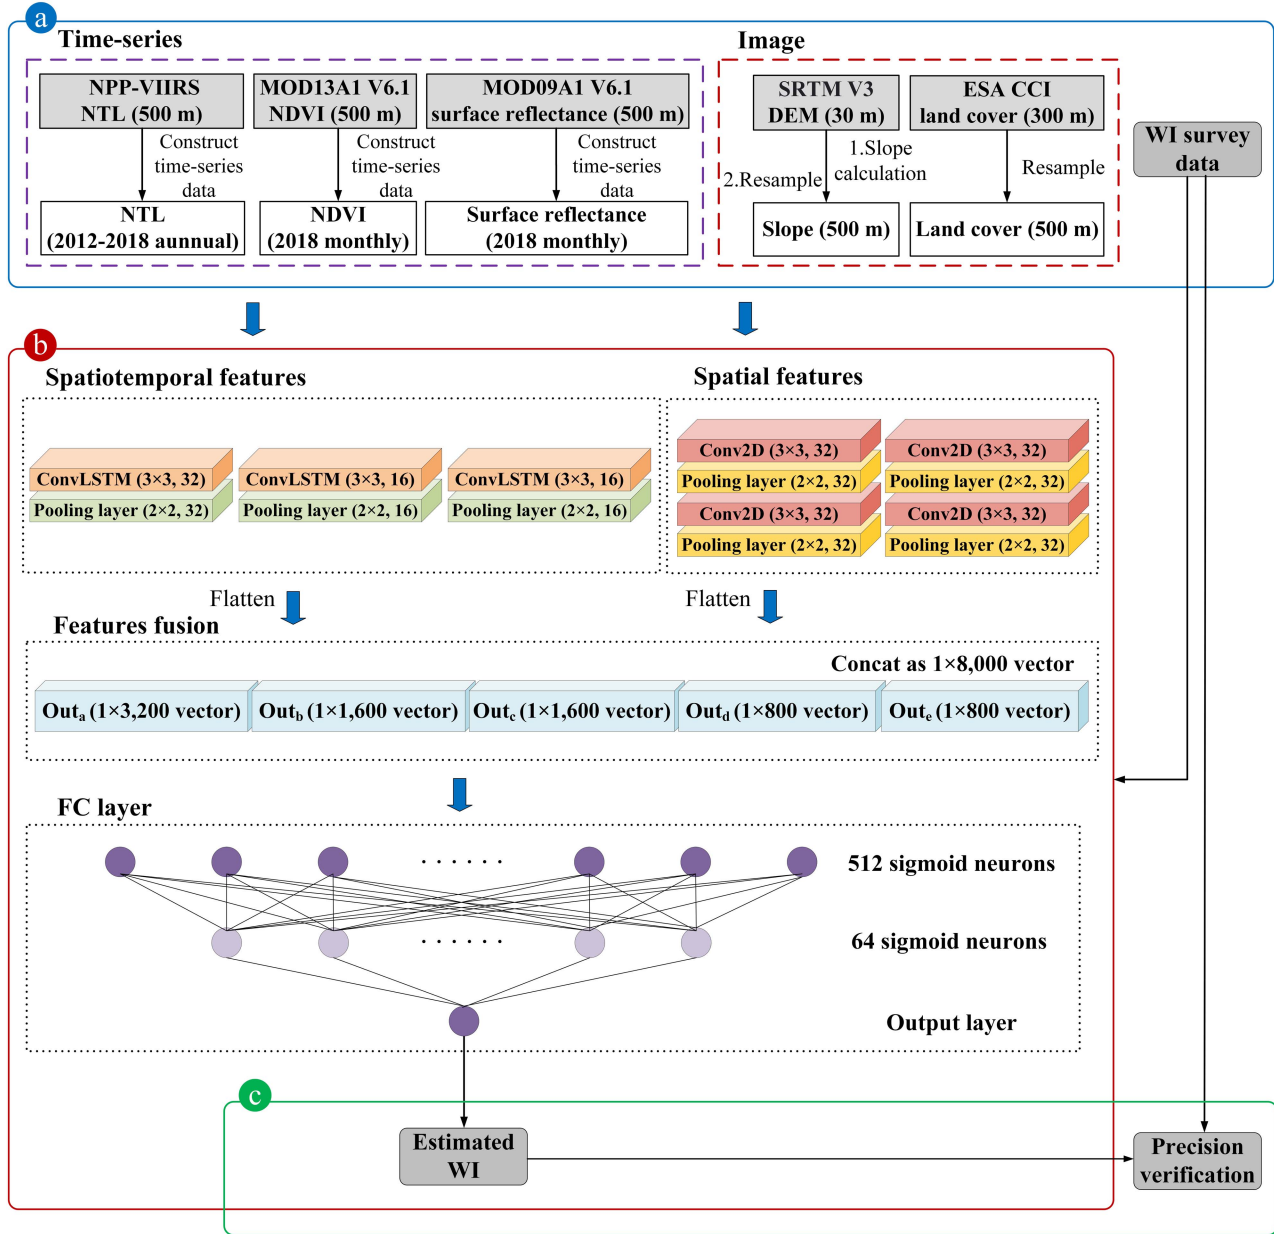 a
Time-series
Image
NPP-VIIRS
NTL (500 m)
MOD13A1 V6.1
NDVI (500 m)
MOD09A1 V6.1
surface reflectance (500 m)
SRTM V3
DEM (30 m)
ESA CCI
land cover (300 m)
WI survey
data
Construct
time-series
data
Construct
time-series
data
Construct
time-series
data
1.Slope
calculation
2.Resample
Resample
NTL
(2012-2018 aunnual)
NDVI
(2018 monthly)
Surface reflectance
(2018 monthly)
Slope (500 m)
Land cover (500 m)
b
Spatiotemporal features
Spatial features
ConvLSTM (3×3, 32)
Pooling layer (2×2, 32)
ConvLSTM (3×3, 16)
Pooling layer (2×2, 16)
ConvLSTM (3×3, 16)
Pooling layer (2×2, 16)
Conv2D (3×3, 32)
Pooling layer (2×2, 32)
Conv2D (3×3, 32)
Pooling layer (2×2, 32)
Conv2D (3×3, 32)
Pooling layer (2×2, 32)
Conv2D (3×3, 32)
Pooling layer (2×2, 32)
Flatten
Flatten
Features fusion
Concat as 1×8,000 vector
Outa (1×3,200 vector)
Outb (1×1,600 vector)
Outc (1×1,600 vector)
Outd (1×800 vector)
Oute (1×800 vector)
FC layer
. . . . . .
512 sigmoid neurons
. . . . . .
64 sigmoid neurons
Output layer
c
Estimated
WI
Precision
verification